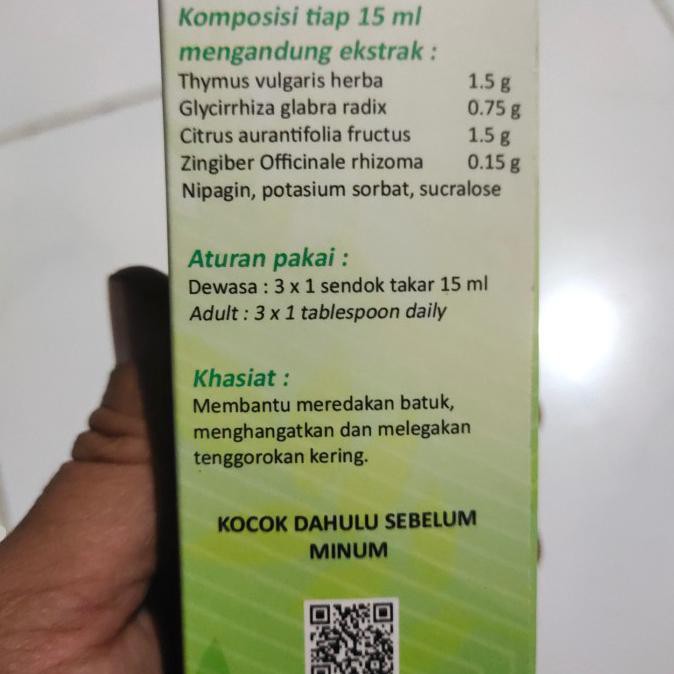 Komposisi tiap 15 ml
mengandung ekstrak :
Thymus vulgaris herba 1.5 g
Glycirrhiza glabra radix 0.75 g
Citrus aurantifolia fructus 1.5 g
Zingiber Officinale rhizoma 0.15 g
Nipagin, potasium sorbat, sucralose
Aturan pakai :
Dewasa : 3 x 1 sendok takar 15 ml
Adult : 3 x 1 tablespoon daily
Khasiat :
Membantu meredakan batuk,
menghangatkan dan melegakan
tenggorokan kering.
KOCOK DAHULU SEBELUM
MINUM